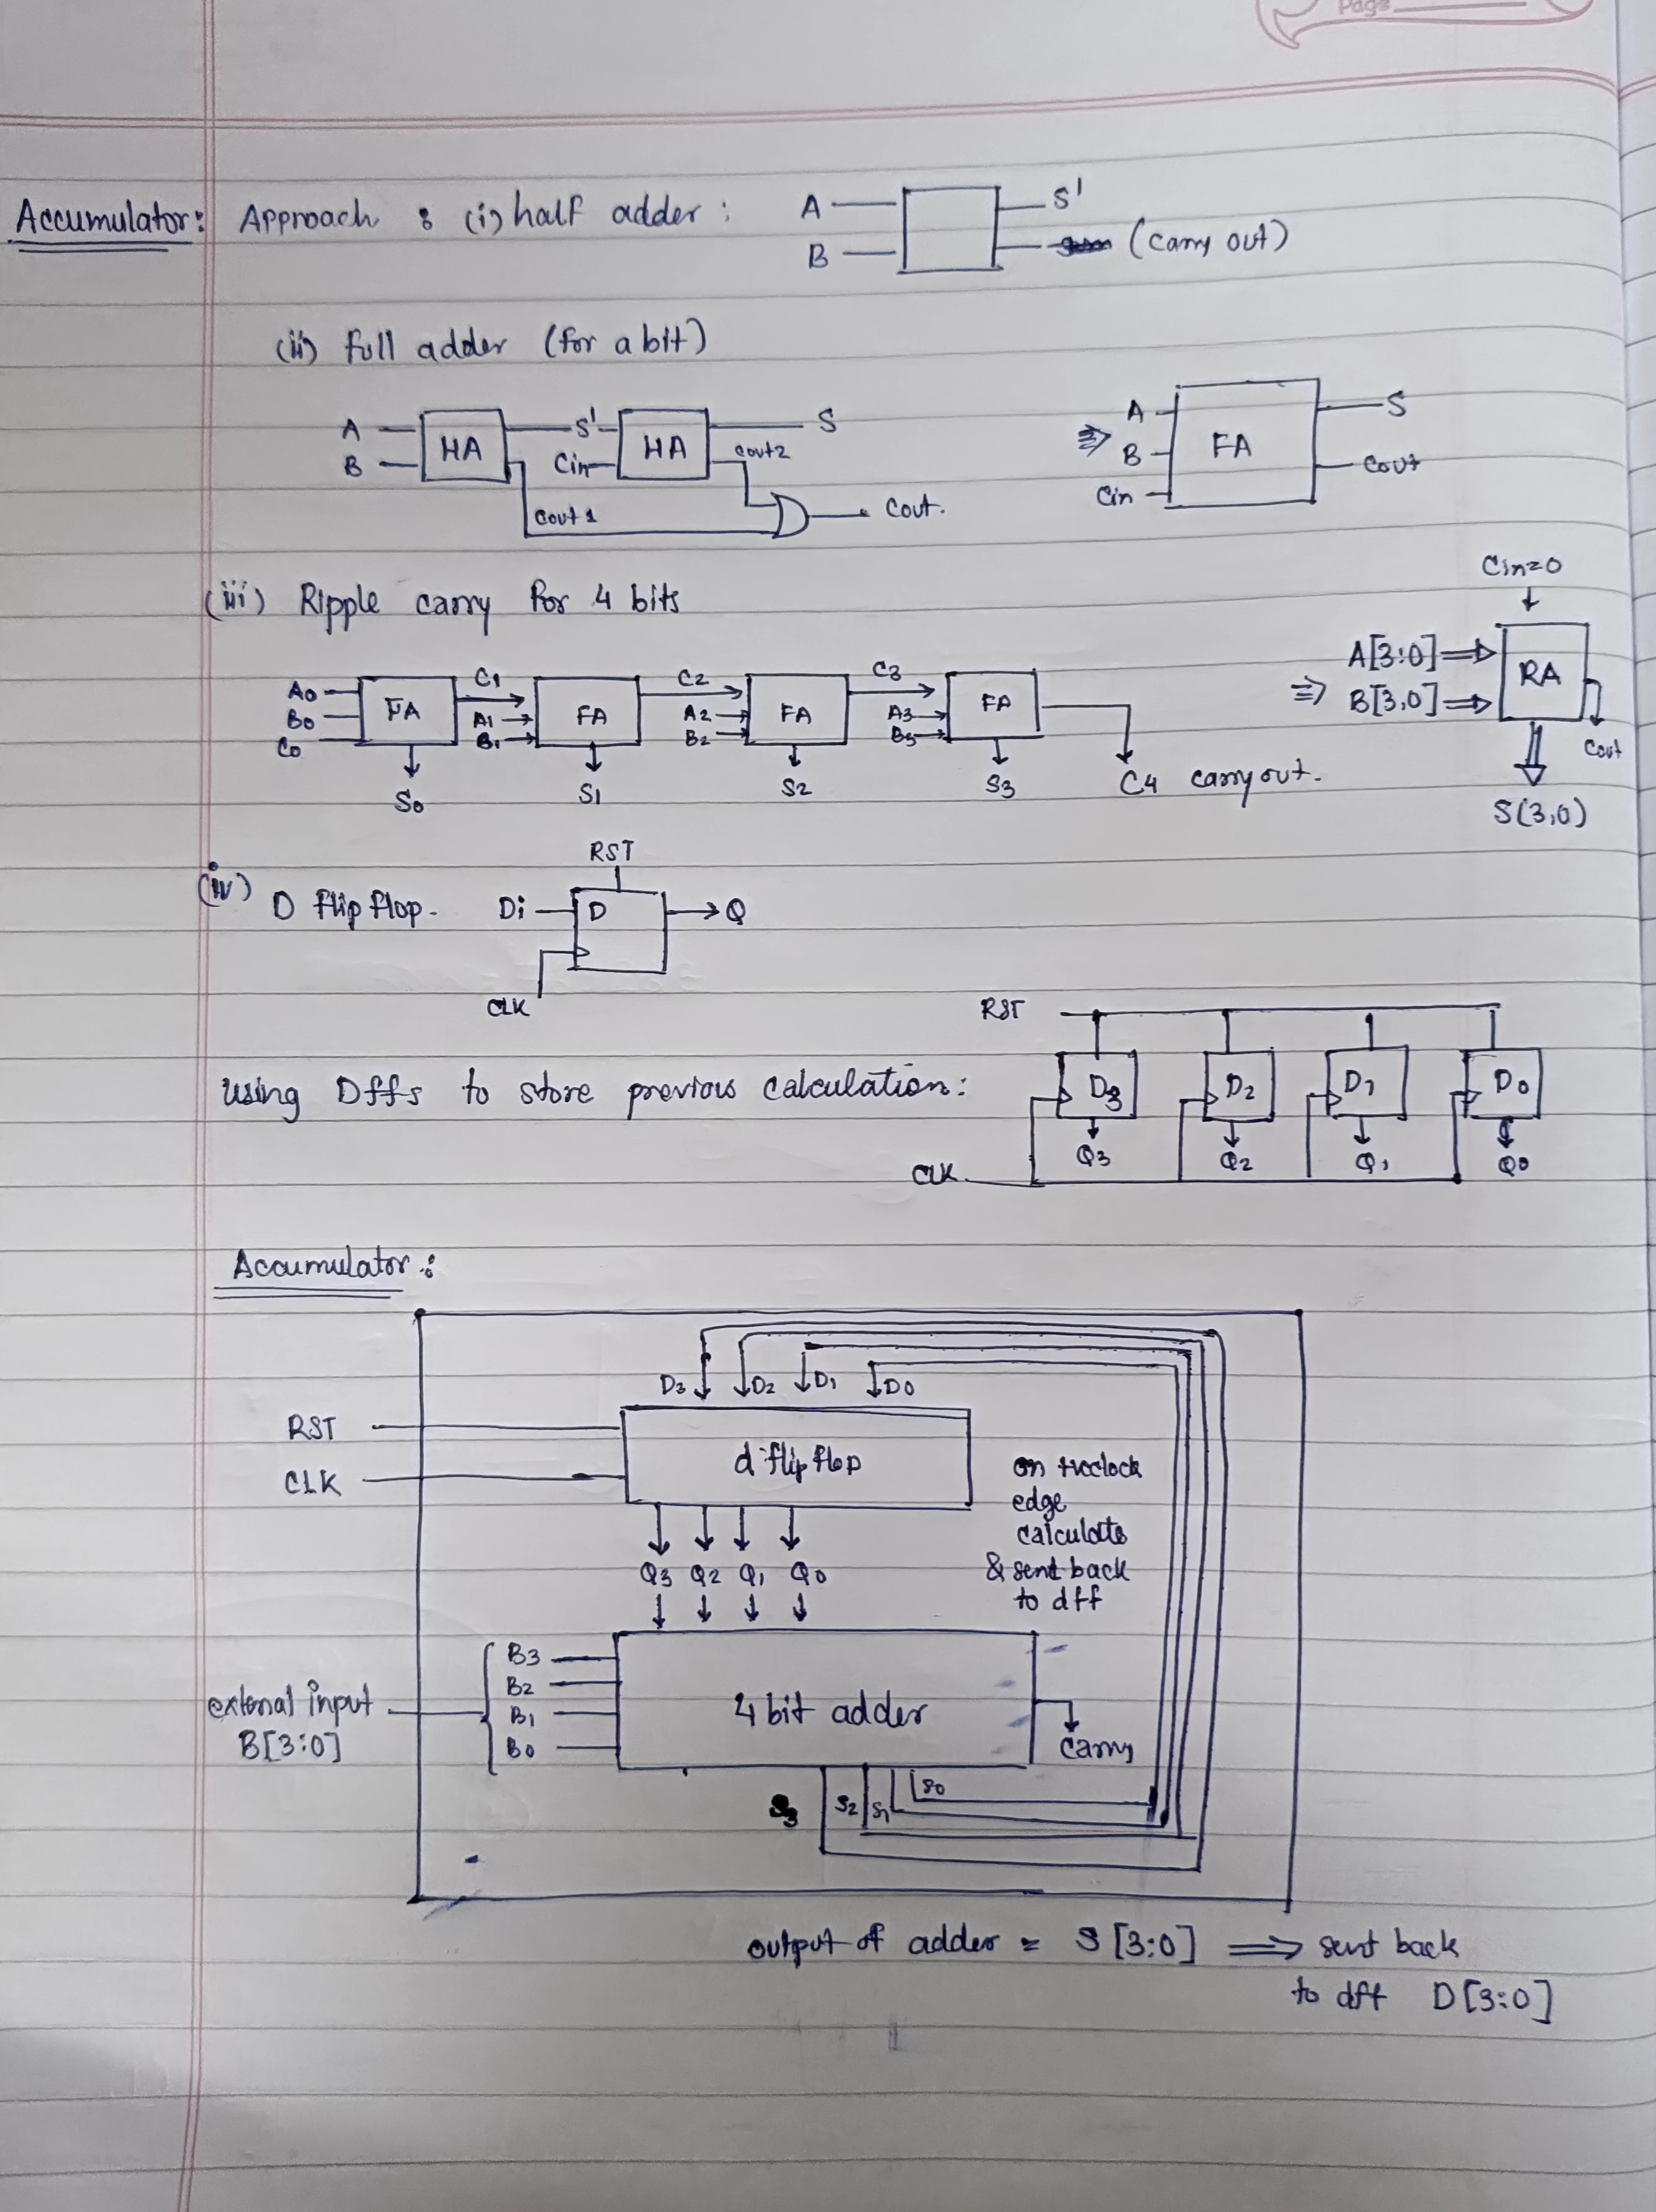 Page
Accumulator: Approach : (i) half adder :
A
B
S'
(carry out)
(ii) full adder (for a bit)
A
B
HA
S'
Cin
HA
S
Cout2
Cout 1
Cout.
⇒
A
B
Cin
FA
S
Cout
(iii) Ripple carry for 4 bits
A0
B0
C0
FA
S0
C1
A1
B1
FA
S1
C2
A2
B2
FA
S2
C3
A3
B3
FA
S3
C4 carry out.
⇒
Cin=0
A[3:0]
B[3,0]
RA
Cout
S(3,0)
(iv) D flip flop -
RST
Di
D
Q
CLK
using Dffs to store previous calculation:
RST
D3
D2
D1
D0
Q3
Q2
Q1
Q0
CLK
Accumulator :
D3
D2
D1
D0
RST
CLK
d flip flop
on +veclock
edge
calculate
& sent back
to dff
Q3 Q2 Q1 Q0
external input
B[3:0]
B3
B2
B1
B0
4 bit adder
Carry
S3
S2
S1
S0
output of adder = S[3:0] ⇒ sent back
to dff D[3:0]